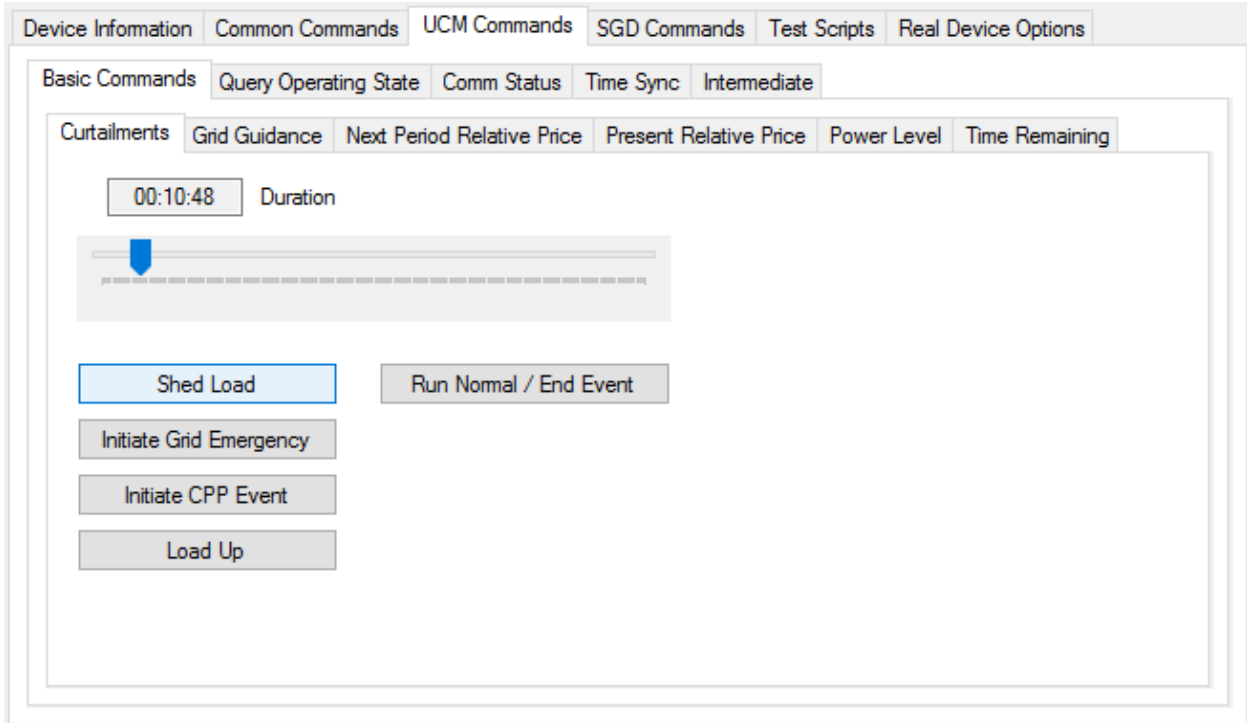 Device Information Common Commands UCM Commands SGD Commands Test Scripts Real Device Options
Basic Commands Query Operating State Comm Status Time Sync Intermediate
Curtailments Grid Guidance Next Period Relative Price Present Relative Price Power Level Time Remaining
00:10:48 Duration
Shed Load Run Normal / End Event
Initiate Grid Emergency
Initiate CPP Event
Load Up